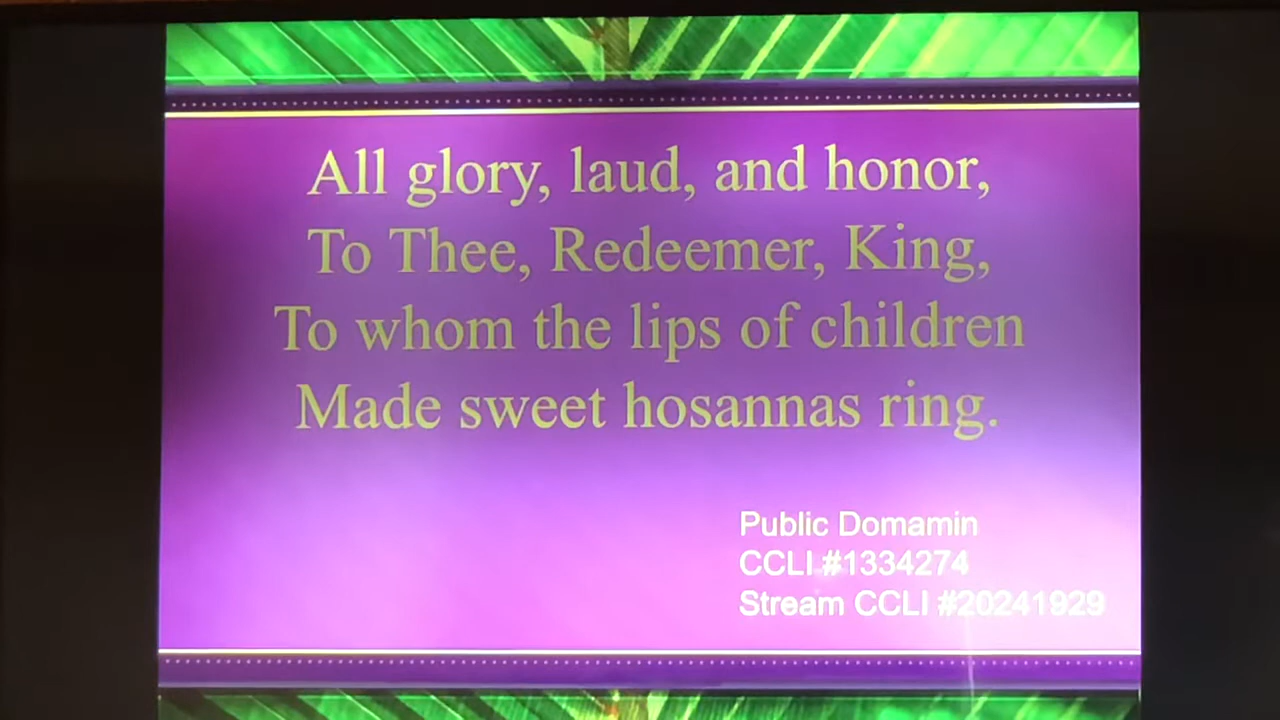 All glory, laud, and honor,
To Thee, Redeemer, King,
To whom the lips of children
Made sweet hosannas ring.
Public Domamin
CCLI #1334274
Stream CCLI #20241929